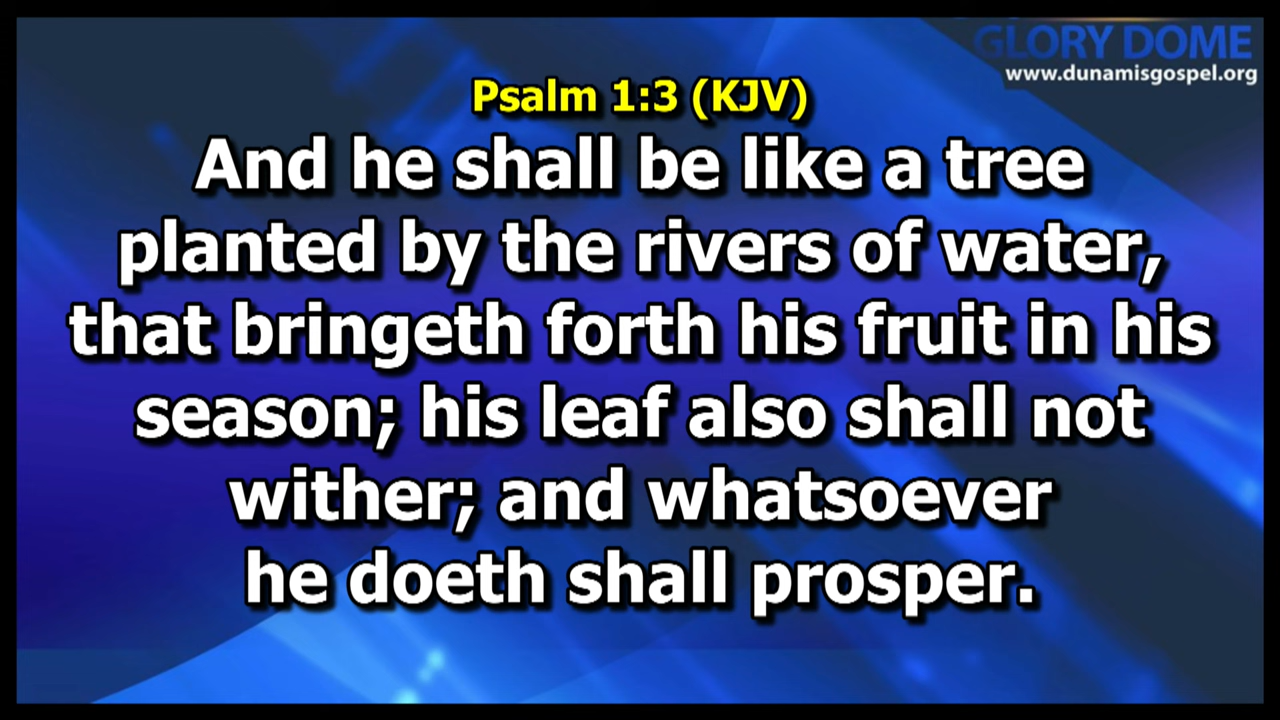 GLORY DOME
www.dunamisgospel.org
Psalm 1:3 (KJV)
And he shall be like a tree
planted by the rivers of water,
that bringeth forth his fruit in his
season; his leaf also shall not
wither; and whatsoever
he doeth shall prosper.